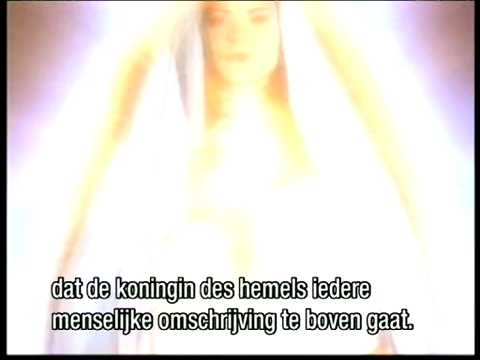 dat de koningin des hemels iedere
menselijke omschrijving te boven gaat.